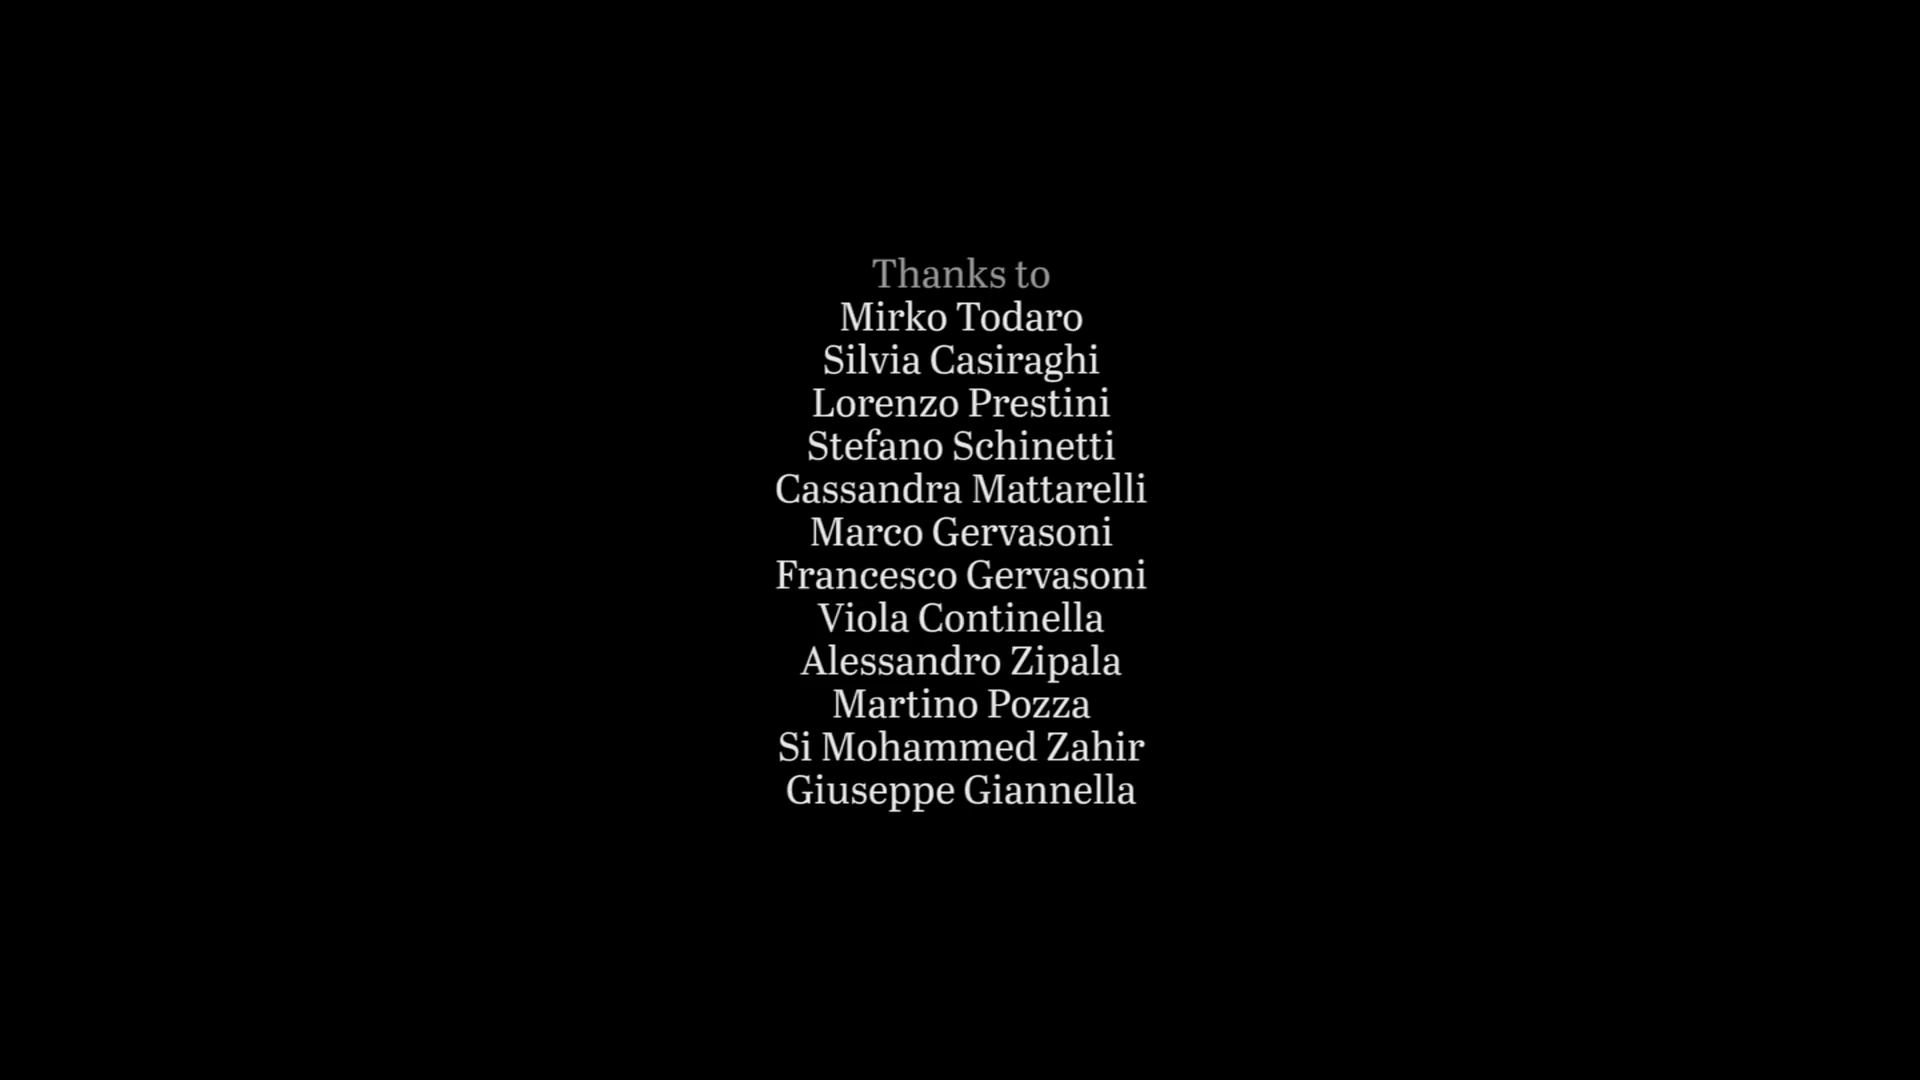 Thanks to
Mirko Todaro
Silvia Casiraghi
Lorenzo Prestini
Stefano Schinetti
Cassandra Mattarelli
Marco Gervasoni
Francesco Gervasoni
Viola Continella
Alessandro Zipala
Martino Pozza
Si Mohammed Zahir
Giuseppe Giannella